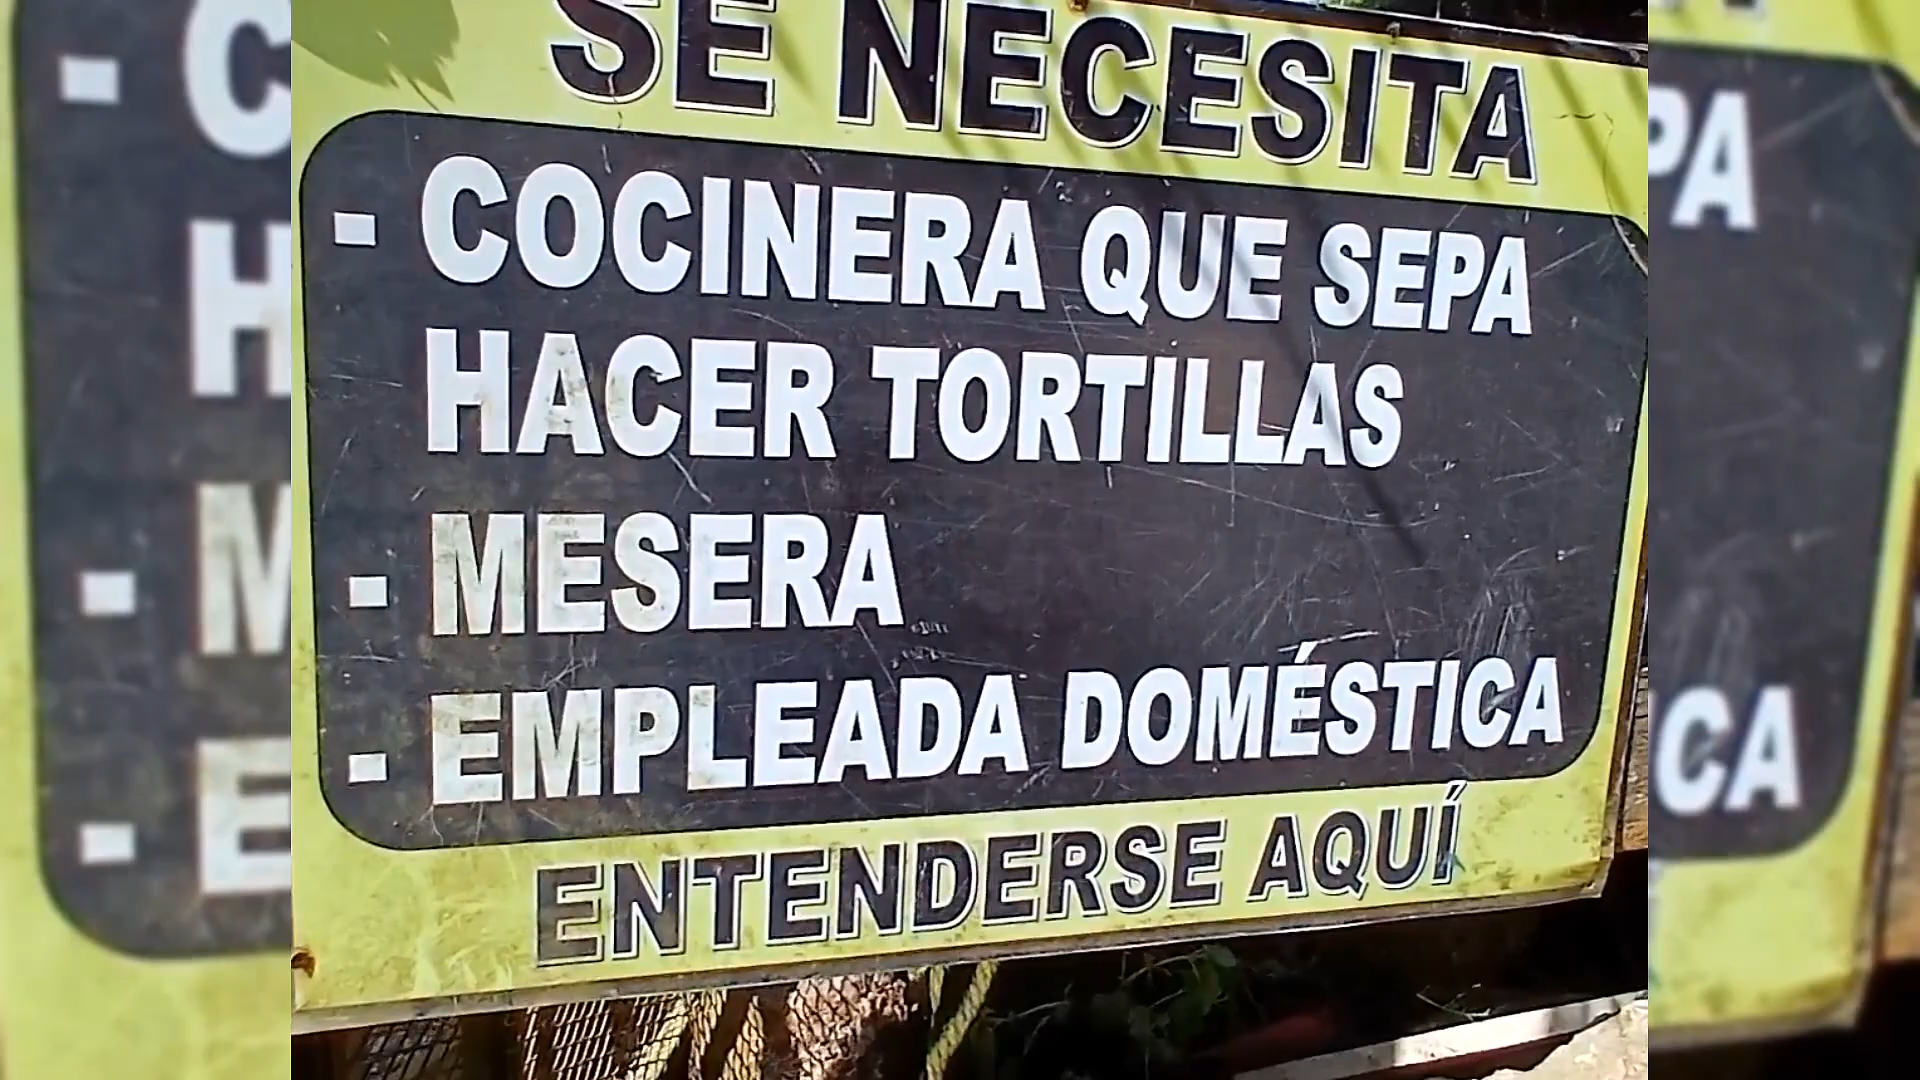 SE NECESITA
- COCINERA QUE SEPA
HACER TORTILLAS
- MESERA
- EMPLEADA DOMÉSTICA
ENTENDERSE AQUÍ